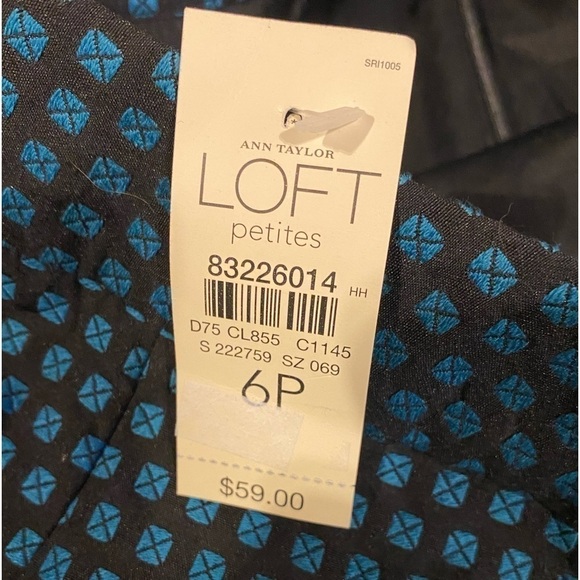 SRI1005
ANN TAYLOR
LOFT
petites
83226014 HH
D75 CL855 C1145
S 222759 SZ 069
6P
$59.00